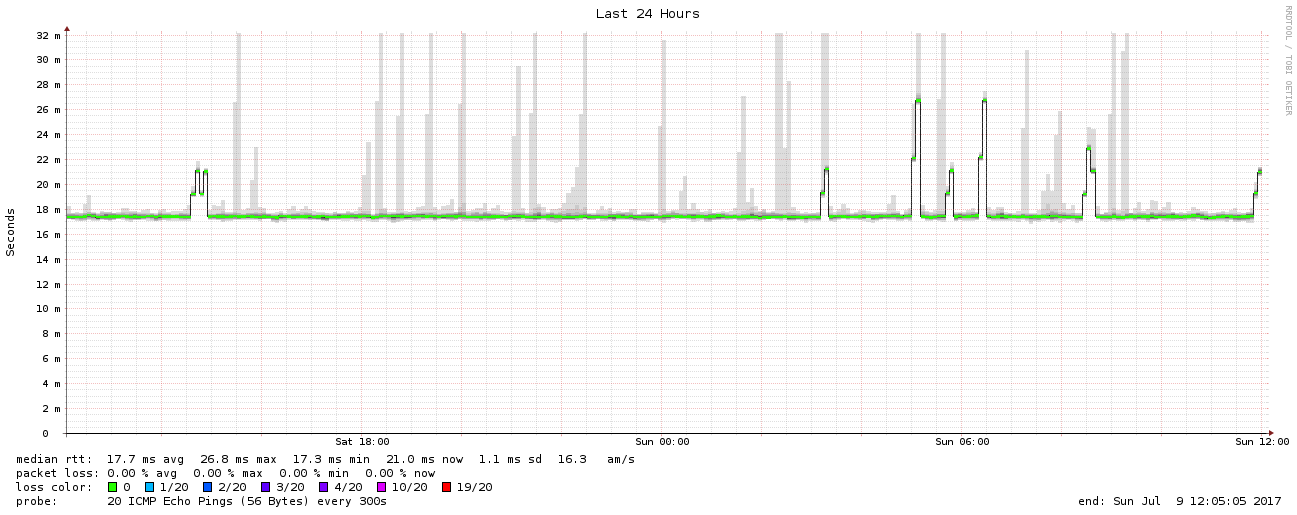 Last 24 Hours
RRDTOOL / TOBI OETIKER
Seconds
32 m
30 m
28 m
26 m
24 m
22 m
20 m
18 m
16 m
14 m
12 m
10 m
8 m
6 m
4 m
2 m
0
Sat 18:00 Sun 00:00 Sun 06:00 Sun 12:00
median rtt: 17.7 ms avg 26.8 ms max 17.3 ms min 21.0 ms now 1.1 ms sd 16.3 am/s
packet loss: 0.00 % avg 0.00 % max 0.00 % min 0.00 % now
loss color: 0 1/20 2/20 3/20 4/20 10/20 19/20
probe: 20 ICMP Echo Pings (56 Bytes) every 300s end: Sun Jul 9 12:05:05 2017